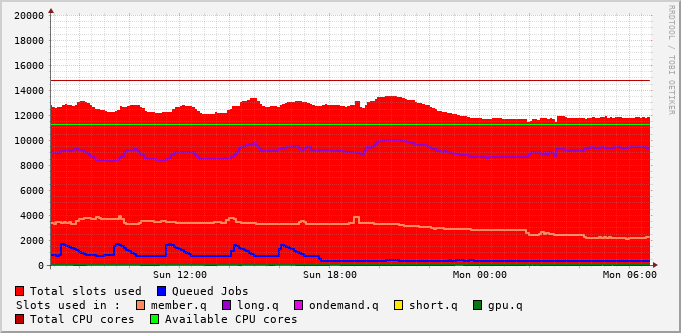 RRDTOOL / TOBI OETIKER
20000
18000
16000
14000
12000
10000
8000
6000
4000
2000
0
Sun 12:00 Sun 18:00 Mon 00:00 Mon 06:00
Total slots used Queued Jobs
Slots used in : member.q long.q ondemand.q short.q gpu.q
Total CPU cores Available CPU cores